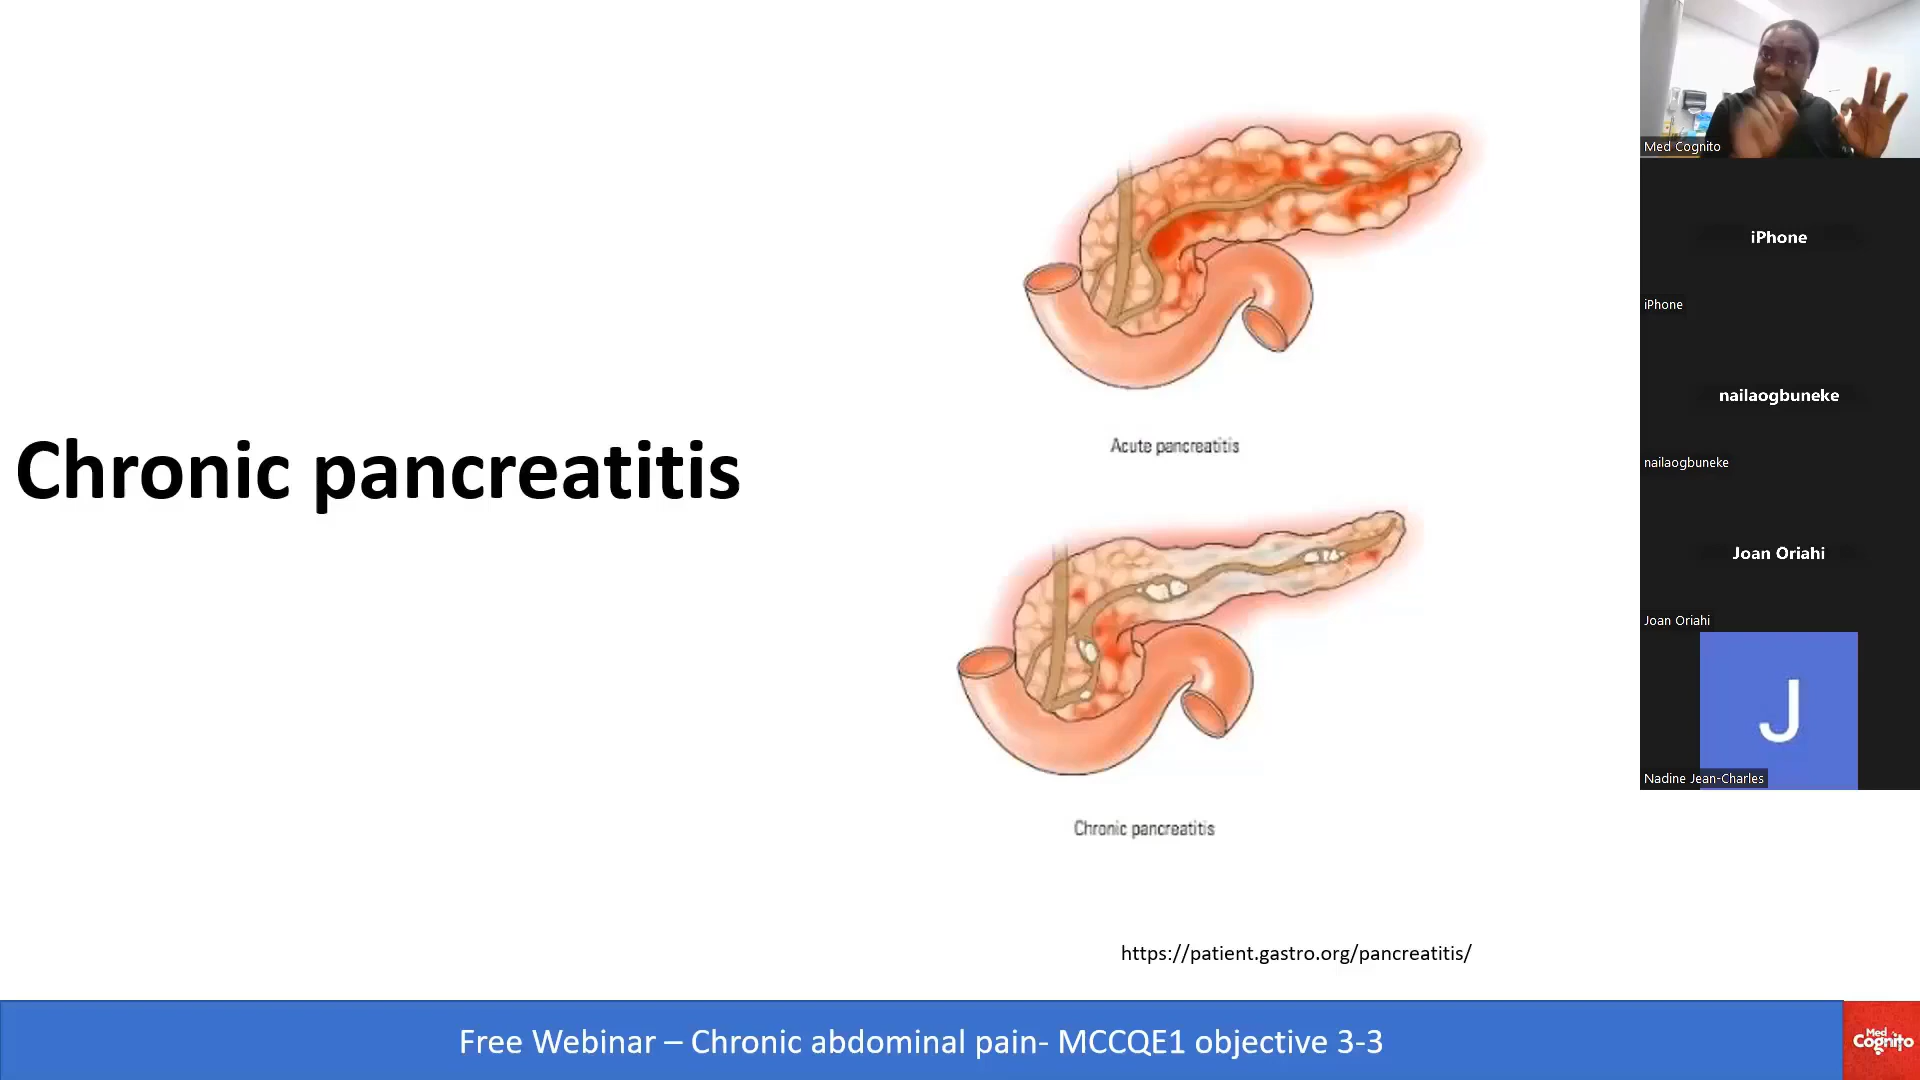 Chronic pancreatitis
Acute pancreatitis
Chronic pancreatitis
https://patient.gastro.org/pancreatitis/
Free Webinar – Chronic abdominal pain- MCCQE1 objective 3-3
Med
Cognito
Med Cognito
iPhone
iPhone
nailaogbuneke
nailaogbuneke
Joan Oriahi
Joan Oriahi
J
Nadine Jean-Charles